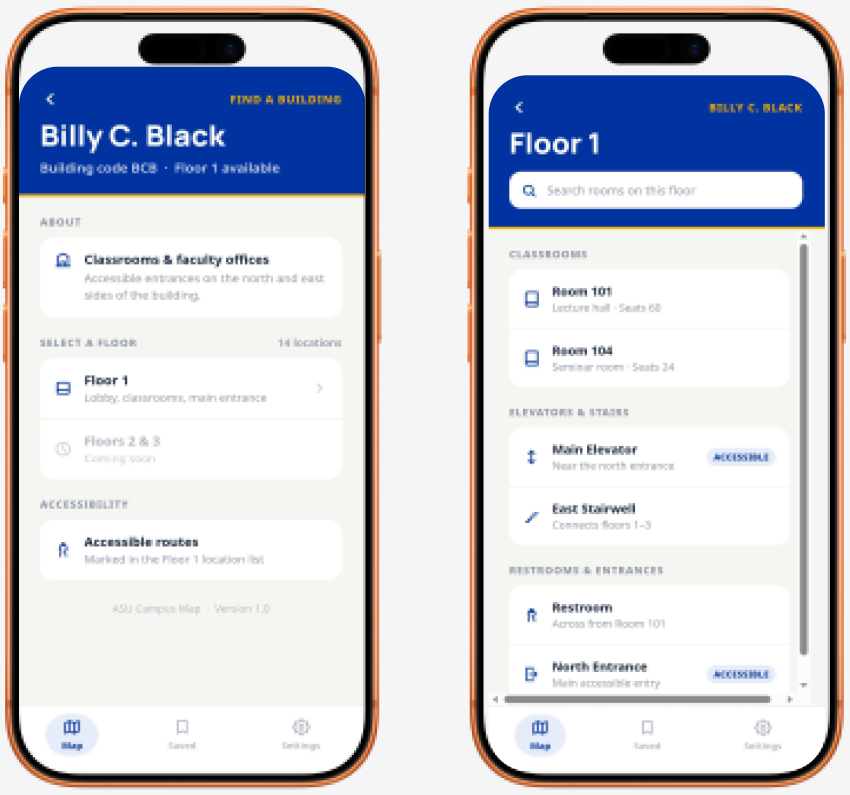 FIND A BUILDING
Billy C. Black
Building code BCB · Floor 1 available
ABOUT
Classrooms & faculty offices
Accessible entrances on the north and east
sides of the building.
SELECT A FLOOR
14 locations
Floor 1
Lobby, classrooms, main entrance
Floors 2 & 3
Coming soon
ACCESSIBILITY
Accessible routes
Marked in the Floor 1 location list
ASU Campus Map · Version 1.0
Map
Saved
Settings
BILLY C. BLACK
Floor 1
Search rooms on this floor
CLASSROOMS
Room 101
Lecture hall · Seats 60
Room 104
Seminar room · Seats 24
ELEVATORS & STAIRS
Main Elevator
Near the north entrance
ACCESSIBLE
East Stairwell
Connects floors 1–3
RESTROOMS & ENTRANCES
Restroom
Across from Room 101
North Entrance
Main accessible entry
ACCESSIBLE
Map
Saved
Settings